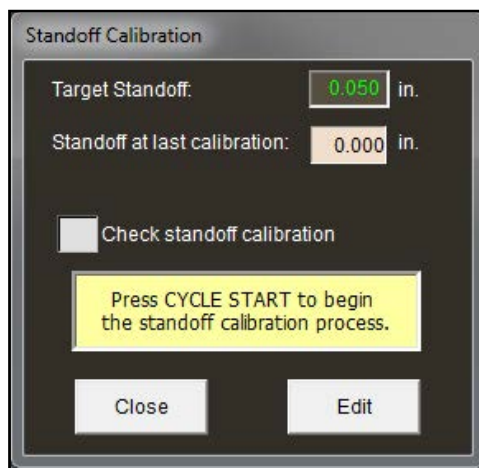 Standoff Calibration
Target Standoff: 0.050 in.
Standoff at last calibration: 0.000 in.
Check standoff calibration
Press CYCLE START to begin
the standoff calibration process.
Close Edit